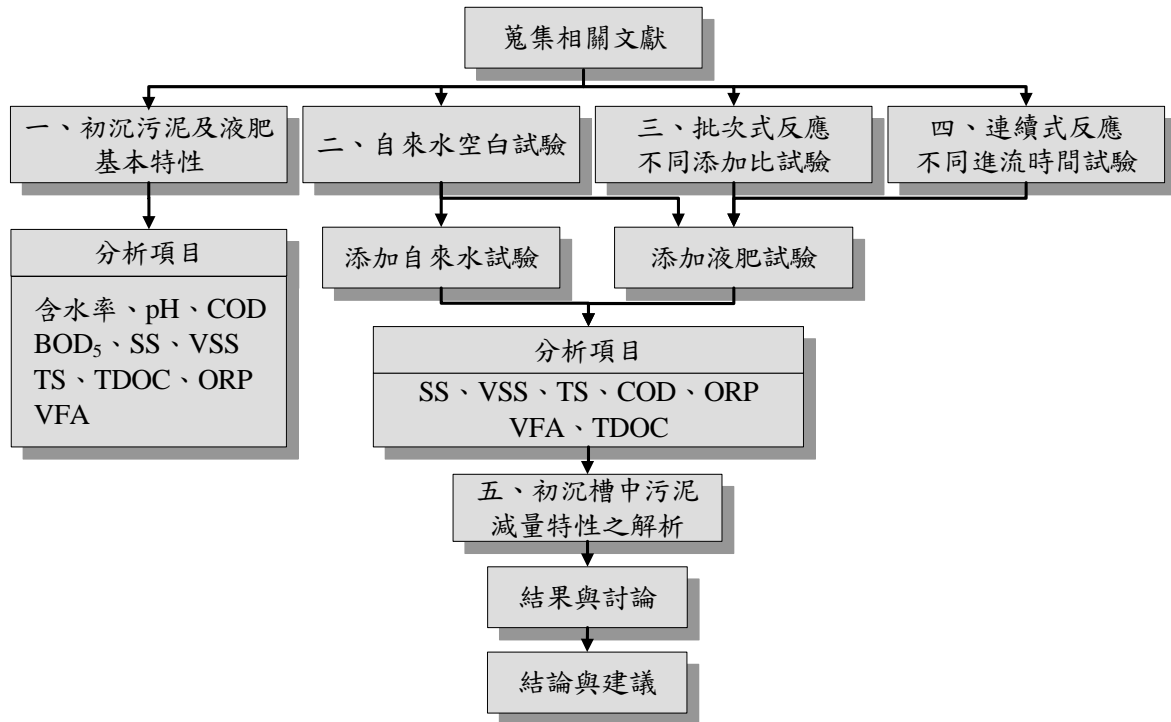 蒐集相關文獻
一、初沉污泥及液肥
基本特性
二、自來水空白試驗
三、批次式反應
不同添加比試驗
四、連續式反應
不同進流時間試驗
分析項目
含水率、pH、COD
BOD₅、SS、VSS
TS、TDOC、ORP
VFA
添加自來水試驗
添加液肥試驗
分析項目
SS、VSS、TS、COD、ORP
VFA、TDOC
五、初沉槽中污泥
減量特性之解析
結果與討論
結論與建議